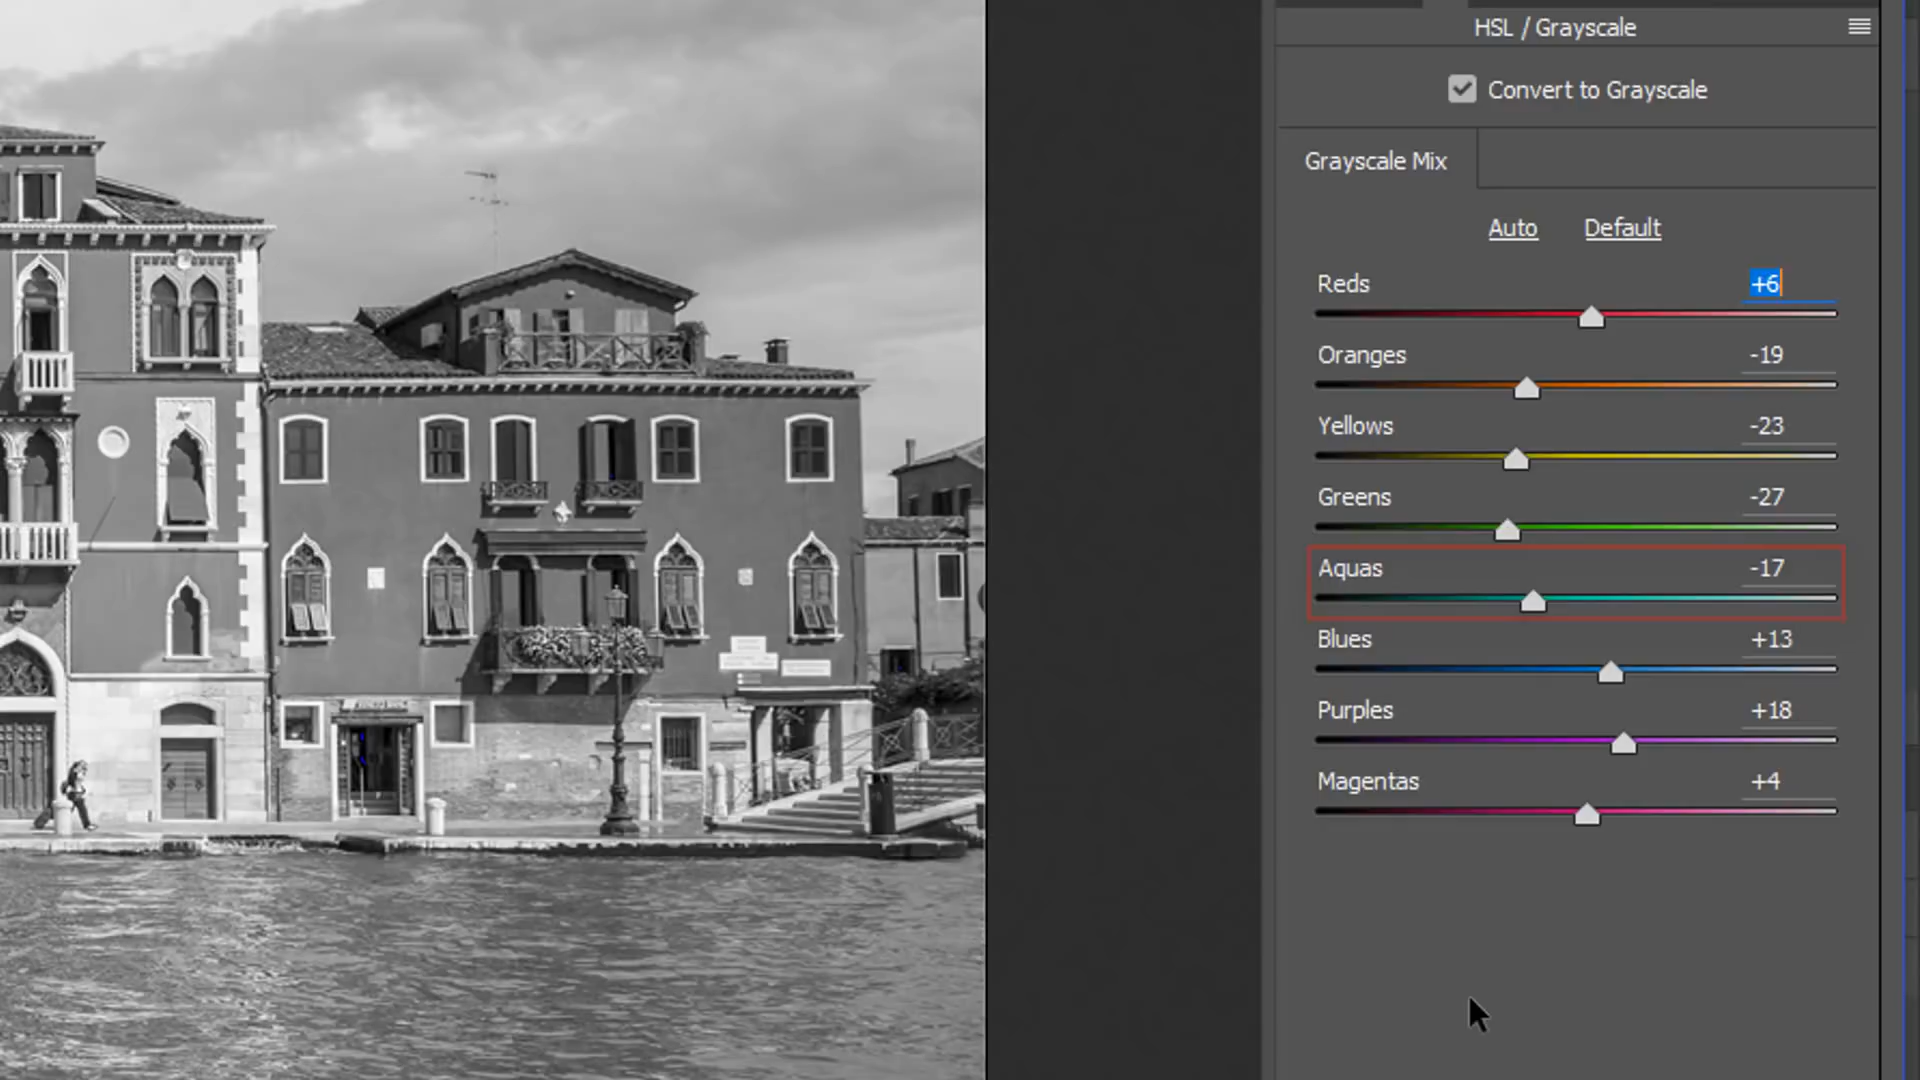 HSL / Grayscale
Convert to Grayscale
Grayscale Mix
Auto Default
Reds +6
Oranges -19
Yellows -23
Greens -27
Aquas -17
Blues +13
Purples +18
Magentas +4